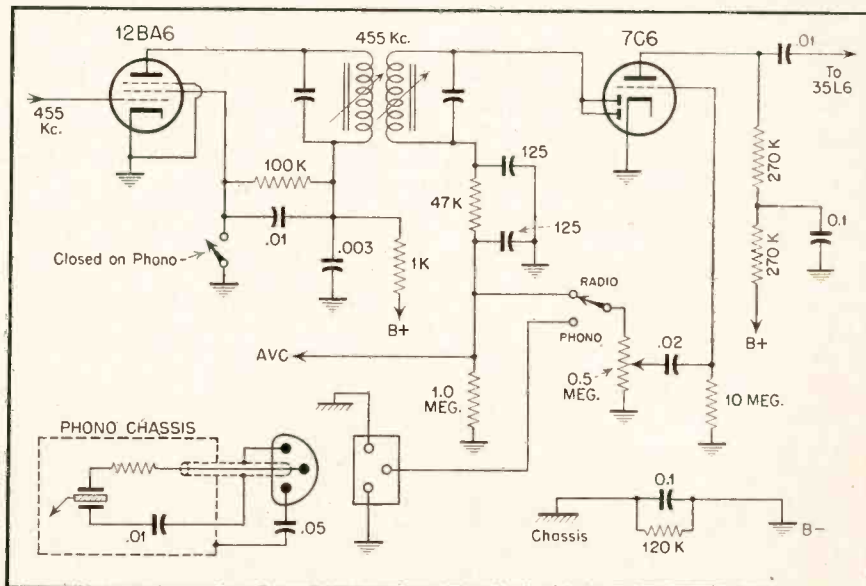 12BA6
455 Kc.
7C6
.01
To
35L6
455
Kc.
100 K
.01
.003
1K
B+
Closed on Phono
47K
125
125
270 K
0.1
270 K
B+
RADIO
PHONO
.02
0.5
MEG.
10 MEG.
AVC
1.0
MEG.
PHONO CHASSIS
.01
.05
Chassis
0.1
120 K
B-